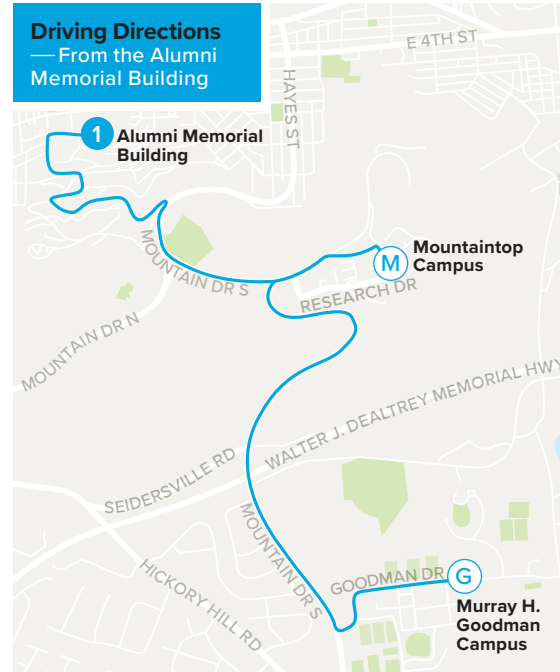 Driving Directions
— From the Alumni
Memorial Building
E 4TH ST
HAYES ST
1
Alumni Memorial
Building
MOUNTAIN DR S
Mountaintop
Campus
M
RESEARCH DR
MOUNTAIN DR N
WALTER J. DEALTREY MEMORIAL HWY
SEIDERSVILLE RD
MOUNTAIN DR S
HICKORY HILL RD
GOODMAN DR
G
Murray H.
Goodman
Campus